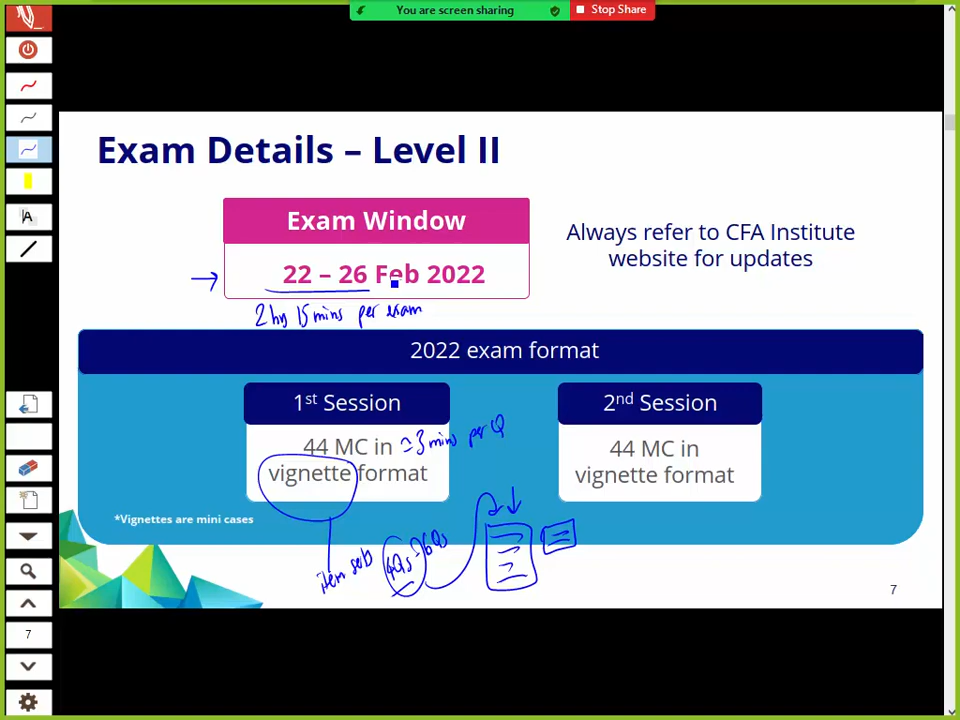 You are screen sharing
Stop Share
Exam Details – Level II
Exam Window
22 – 26 Feb 2022
Always refer to CFA Institute
website for updates
2 hrs 15 mins per exam
2022 exam format
1st Session
44 MC in
vignette format
≈ 3 mins per Q
2nd Session
44 MC in
vignette format
*Vignettes are mini cases
item sets 4Qs - 6Qs
7
A
7